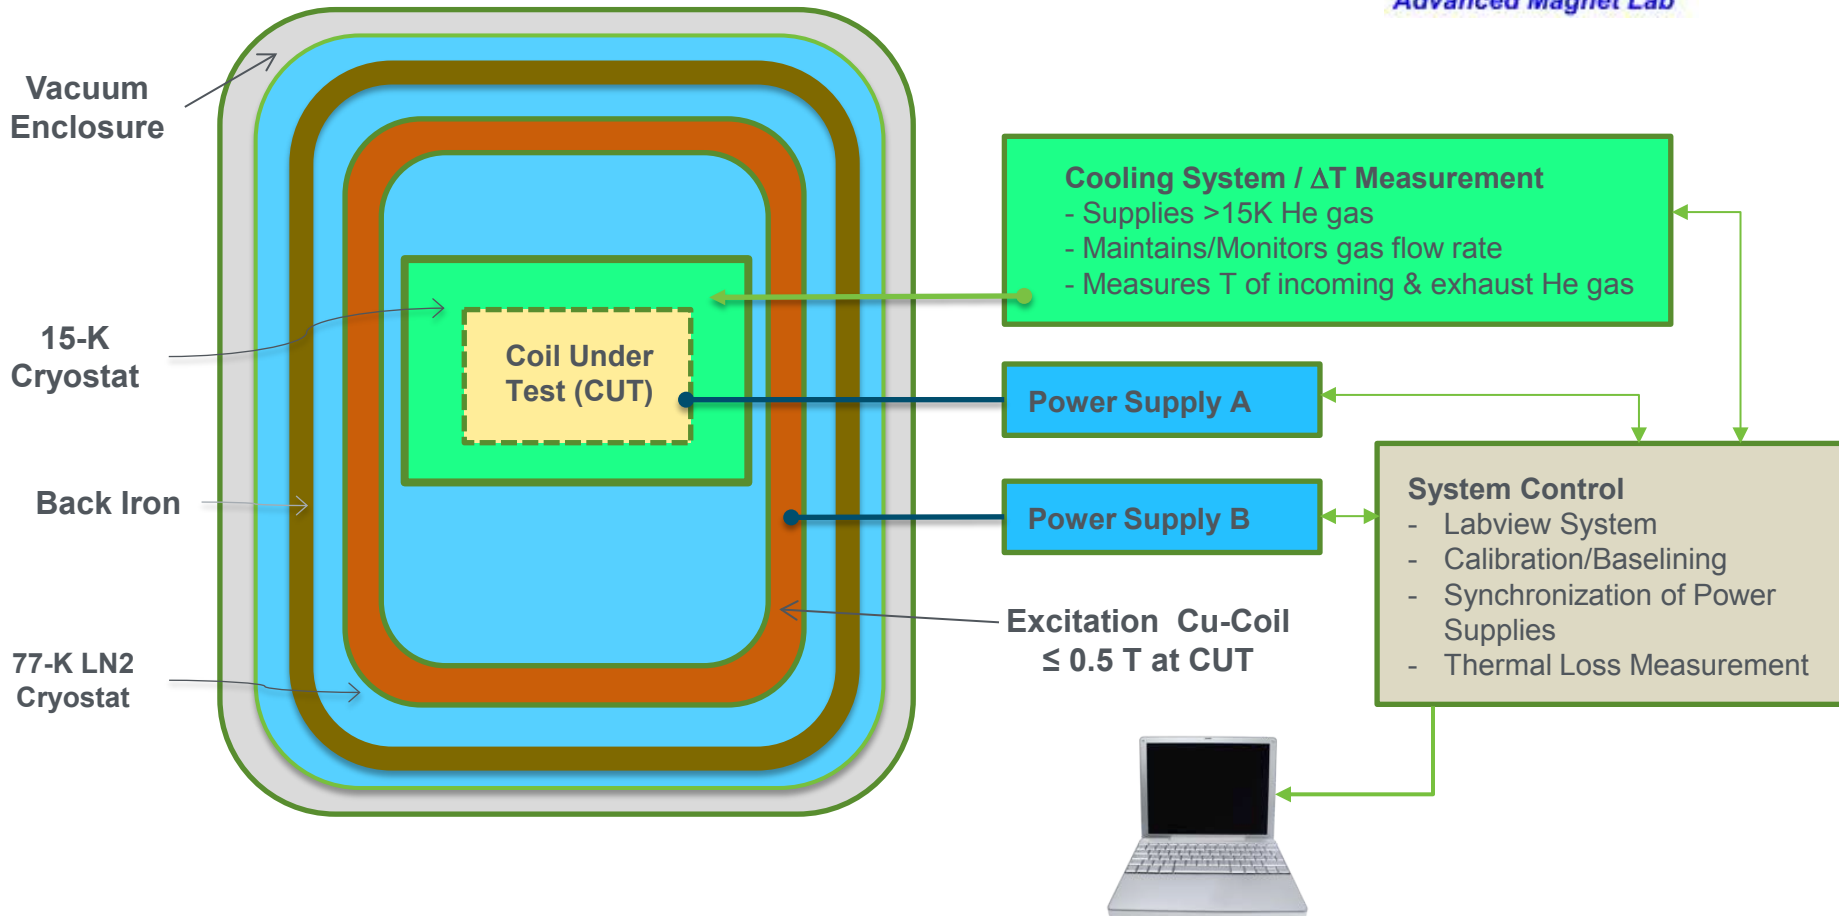 Advanced Magnet Lab
Vacuum
Enclosure
15-K
Cryostat
Back Iron
77-K LN2
Cryostat
Coil Under
Test (CUT)
Cooling System / ΔT Measurement
- Supplies >15K He gas
- Maintains/Monitors gas flow rate
- Measures T of incoming & exhaust He gas
Power Supply A
Power Supply B
Excitation Cu-Coil
≤ 0.5 T at CUT
System Control
- Labview System
- Calibration/Baselining
- Synchronization of Power
Supplies
- Thermal Loss Measurement